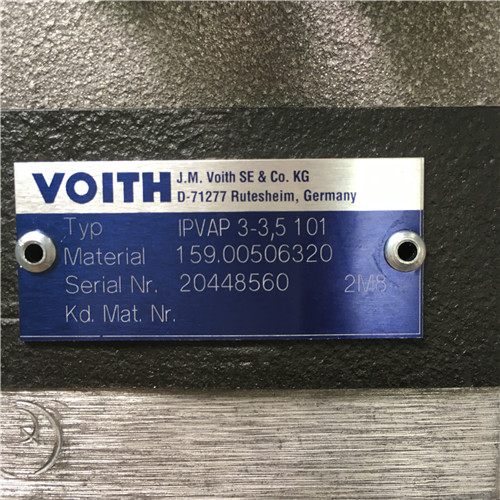 VOITH
J.M. Voith SE & Co. KG
D-71277 Rutesheim, Germany
Typ IPVAP 3-3,5 101
Material 159.00506320
Serial Nr. 20448560 2M8
Kd. Mat. Nr.